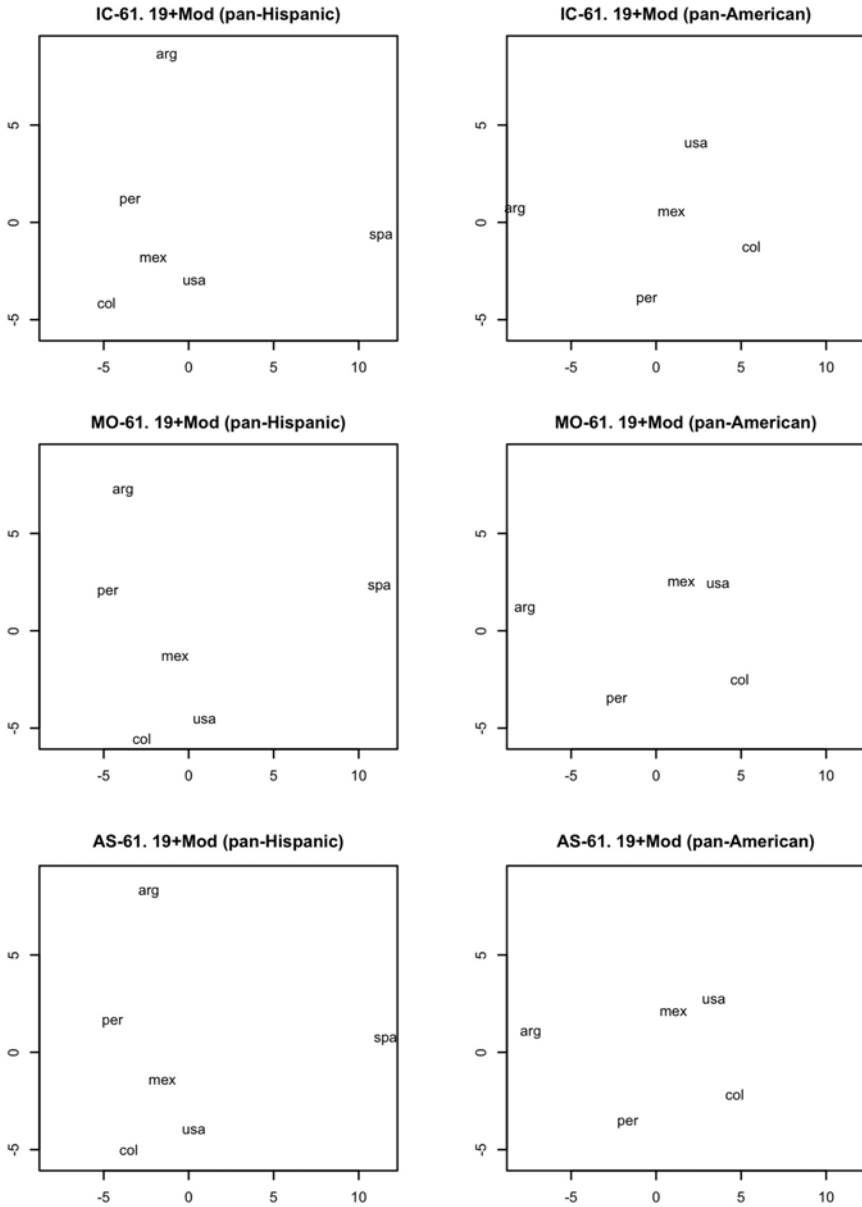 IC-61. 19+Mod (pan-Hispanic)
arg
5
per
0
spa
mex
usa
col
-5
-5 0 5 10
IC-61. 19+Mod (pan-American)
5
usa
arg
mex
0
col
per
-5
-5 0 5 10
MO-61. 19+Mod (pan-Hispanic)
arg
5
per
spa
0
mex
usa
col
-5
-5 0 5 10
MO-61. 19+Mod (pan-American)
5
mex usa
arg
0
col
per
-5
-5 0 5 10
AS-61. 19+Mod (pan-Hispanic)
arg
5
per
spa
0
mex
usa
col
-5
-5 0 5 10
AS-61. 19+Mod (pan-American)
5
usa
mex
arg
0
col
per
-5
-5 0 5 10